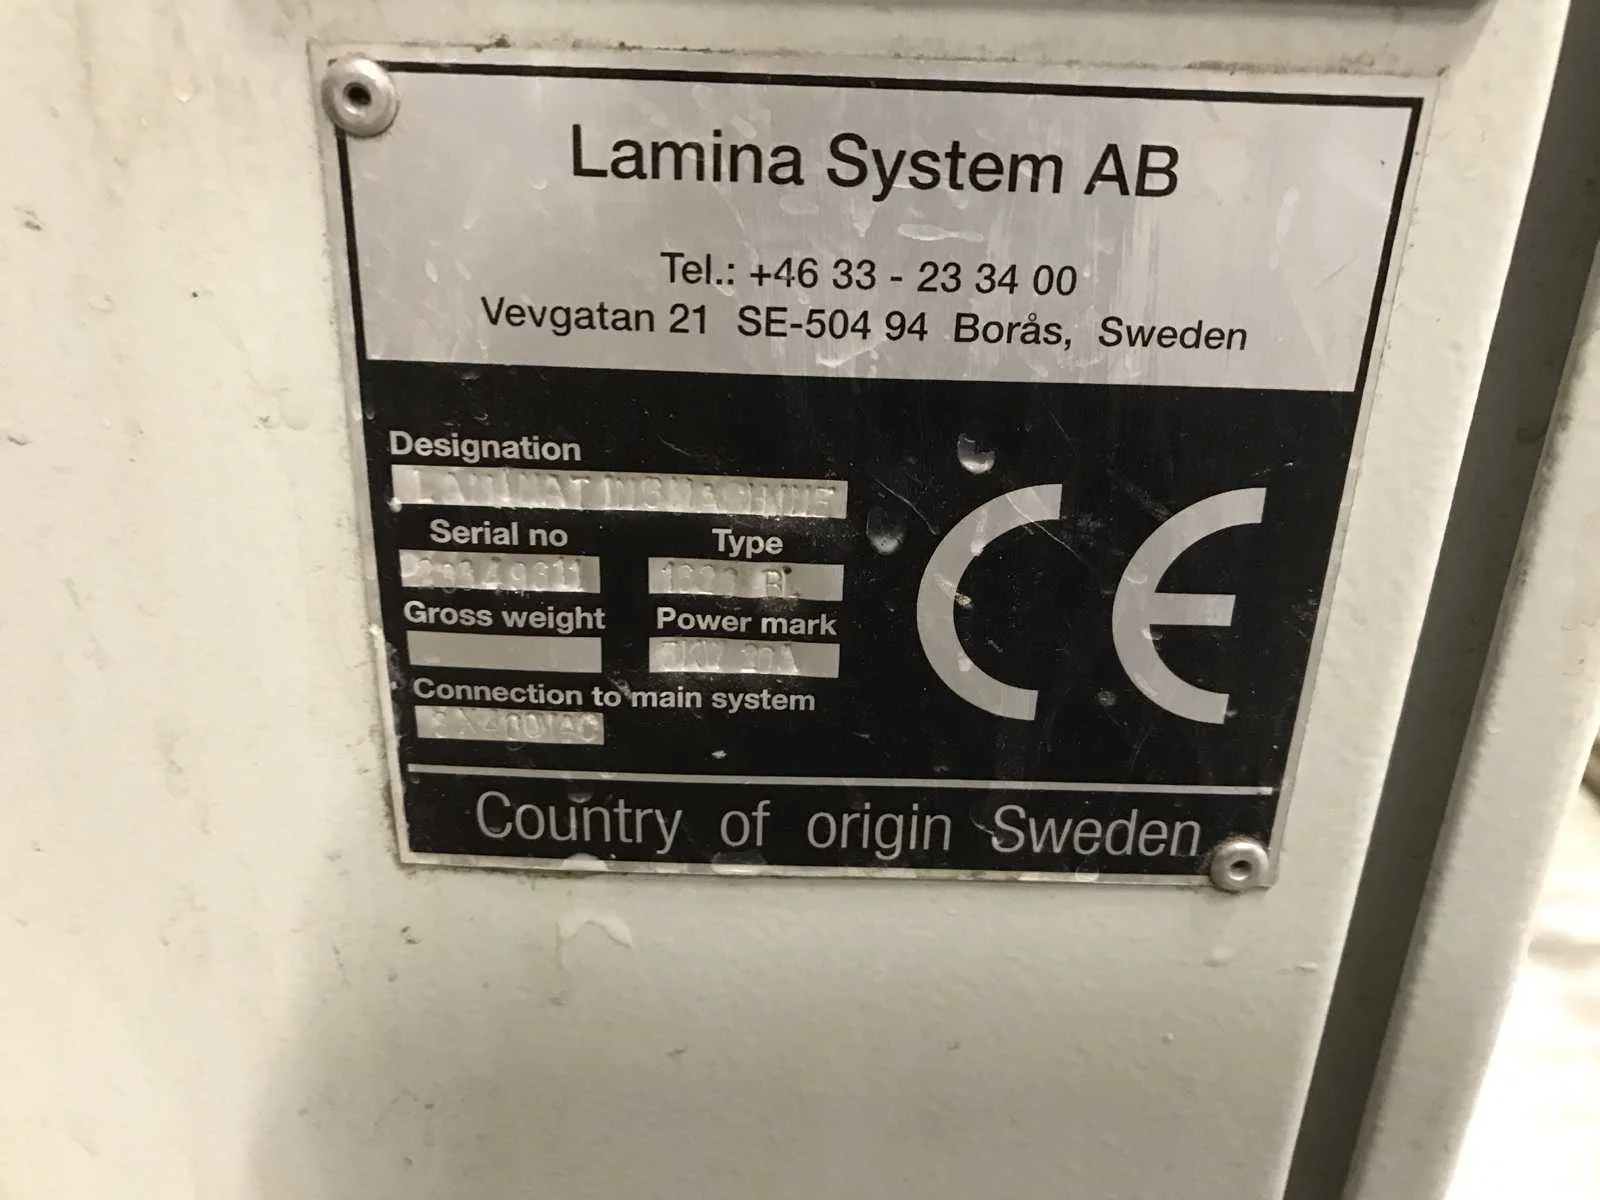 Lamina System AB
Tel.: +46 33 - 23 34 00
Vevgatan 21 SE-504 94 Borås, Sweden
Designation
LAMINATINGMACHINE
Serial no Type
Gross weight Power mark
Connection to main system
CE
Country of origin Sweden